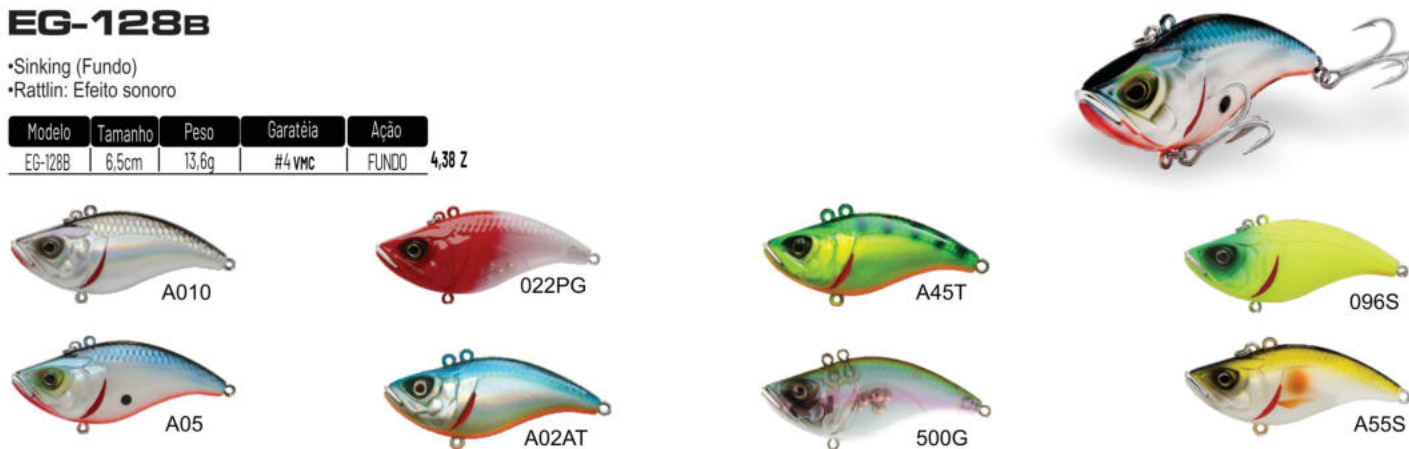 EG-128B
•Sinking (Fundo)
•Rattlin: Efeito sonoro
Modelo Tamanho Peso Garatéia Ação
EG-128B 6,5cm 13,6g #4 VMC FUNDO 4,38 Z
A010 022PG A45T 096S
A05 A02AT 500G A55S